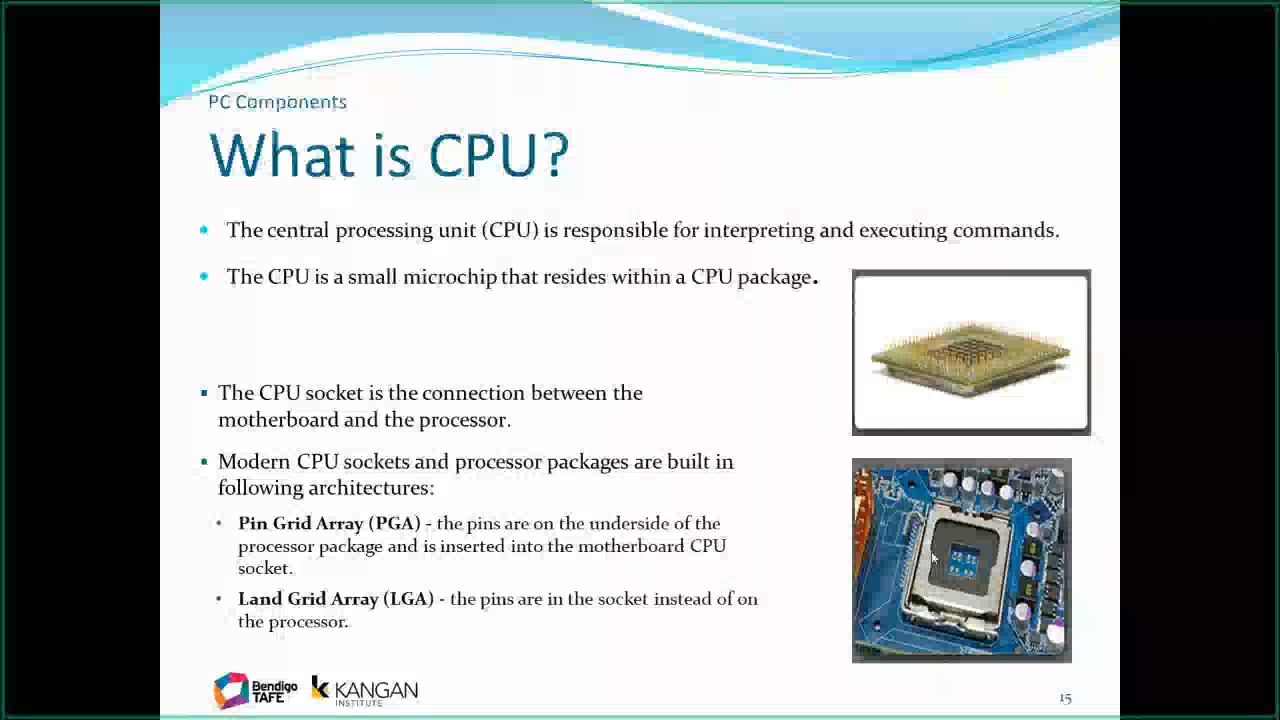 PC Components
What is CPU?
• The central processing unit (CPU) is responsible for interpreting and executing commands.
• The CPU is a small microchip that resides within a CPU package.
▪ The CPU socket is the connection between the
motherboard and the processor.
▪ Modern CPU sockets and processor packages are built in
following architectures:
• Pin Grid Array (PGA) - the pins are on the underside of the
processor package and is inserted into the motherboard CPU
socket.
• Land Grid Array (LGA) - the pins are in the socket instead of on
the processor.
Bendigo
TAFE
KANGAN
INSTITUTE
15